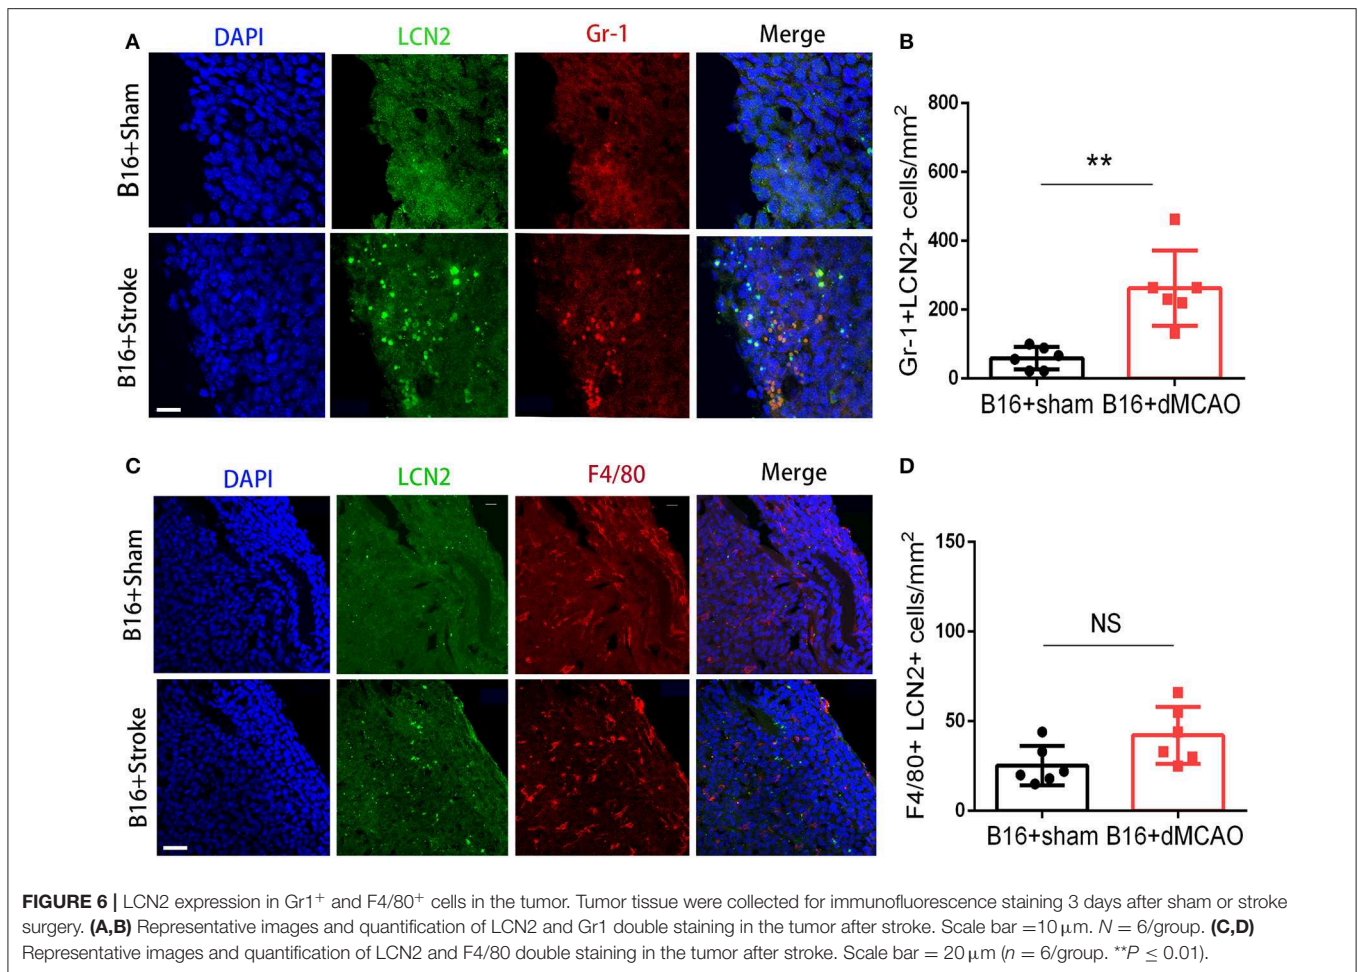 A
DAPI
LCN2
Gr-1
Merge
B16+Sham
B16+Stroke
B
Gr-1+LCN2+ cells/mm²
800
600
400
200
0
**
B16+sham
B16+dMCAO
C
DAPI
LCN2
F4/80
Merge
B16+Sham
B16+Stroke
D
F4/80+ LCN2+ cells/mm²
150
100
50
0
NS
B16+sham
B16+dMCAO
FIGURE 6 | LCN2 expression in Gr1⁺ and F4/80⁺ cells in the tumor. Tumor tissue were collected for immunofluorescence staining 3 days after sham or stroke
surgery. (A,B) Representative images and quantification of LCN2 and Gr1 double staining in the tumor after stroke. Scale bar =10 μm. N = 6/group. (C,D)
Representative images and quantification of LCN2 and F4/80 double staining in the tumor after stroke. Scale bar = 20 μm (n = 6/group. **P ≤ 0.01).